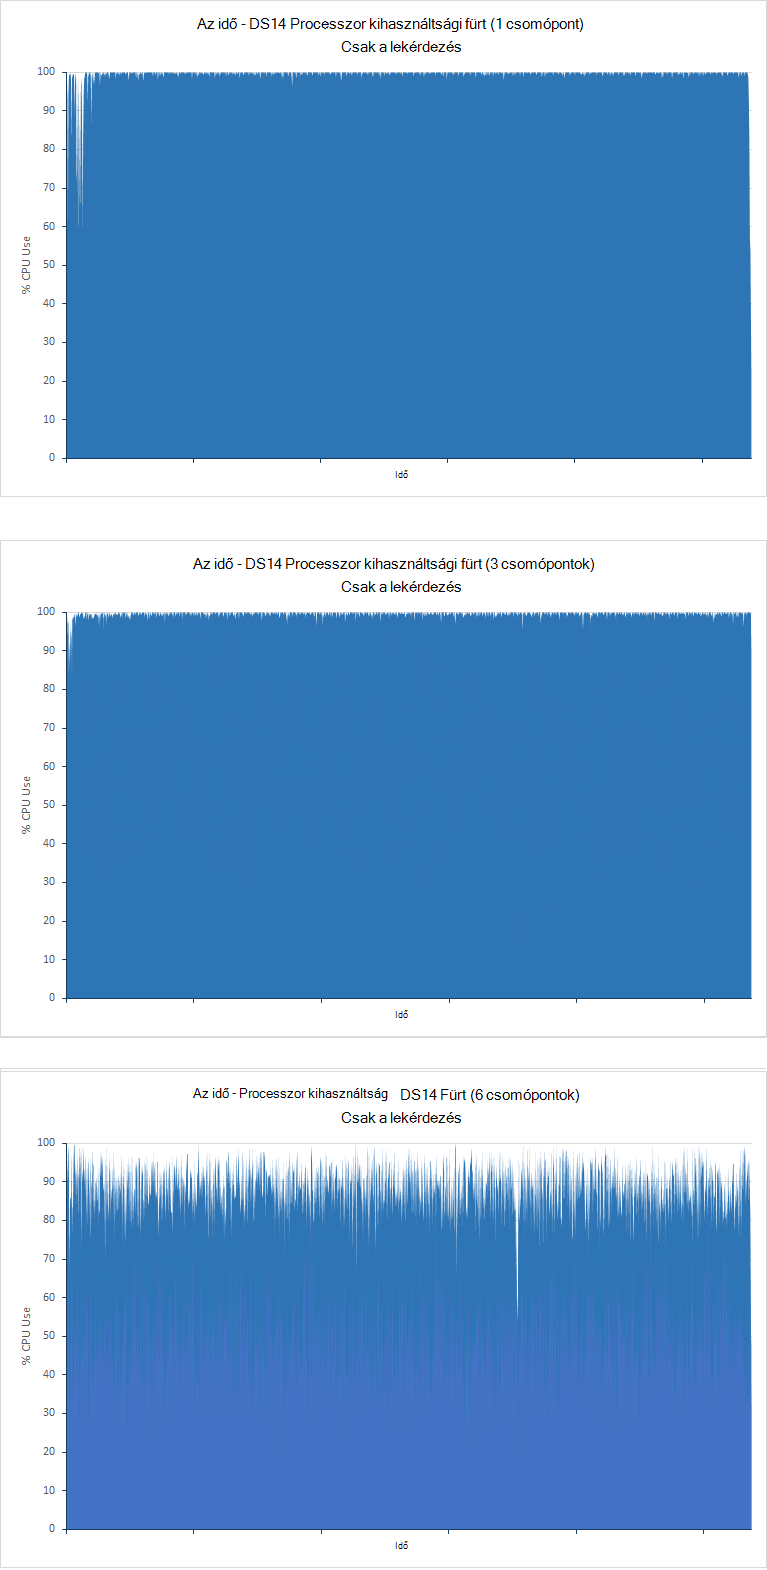 Az idő - DS14 Processzor kihasználtsági fürt (1 csomópont)
Csak a lekérdezés
100
90
80
70
60
50
40
30
20
10
0
% CPU Use
Idő
Az idő - DS14 Processzor kihasználtsági fürt (3 csomópontok)
Csak a lekérdezés
100
90
80
70
60
50
40
30
20
10
0
% CPU Use
Idő
Az idő - Processzor kihasználtság DS14 Fürt (6 csomópontok)
Csak a lekérdezés
100
90
80
70
60
50
40
30
20
10
0
% CPU Use
Idő